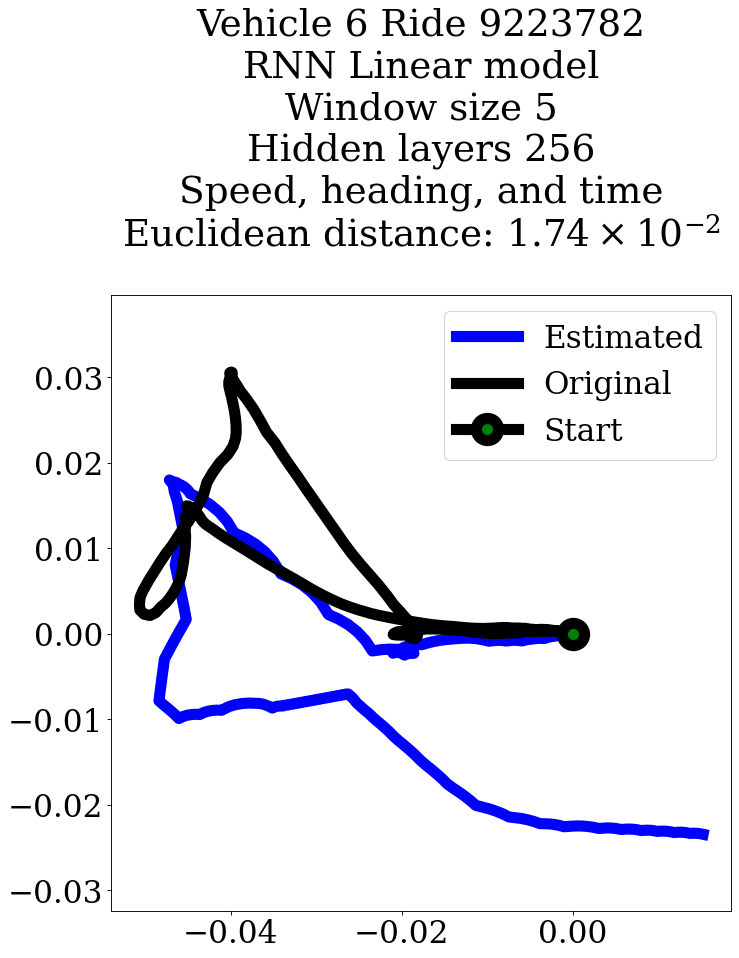 Vehicle 6 Ride 9223782
RNN Linear model
Window size 5
Hidden layers 256
Speed, heading, and time
Euclidean distance: 1.74 × 10⁻²
Estimated
Original
Start
0.03
0.02
0.01
0.00
−0.01
−0.02
−0.03
−0.04
−0.02
0.00